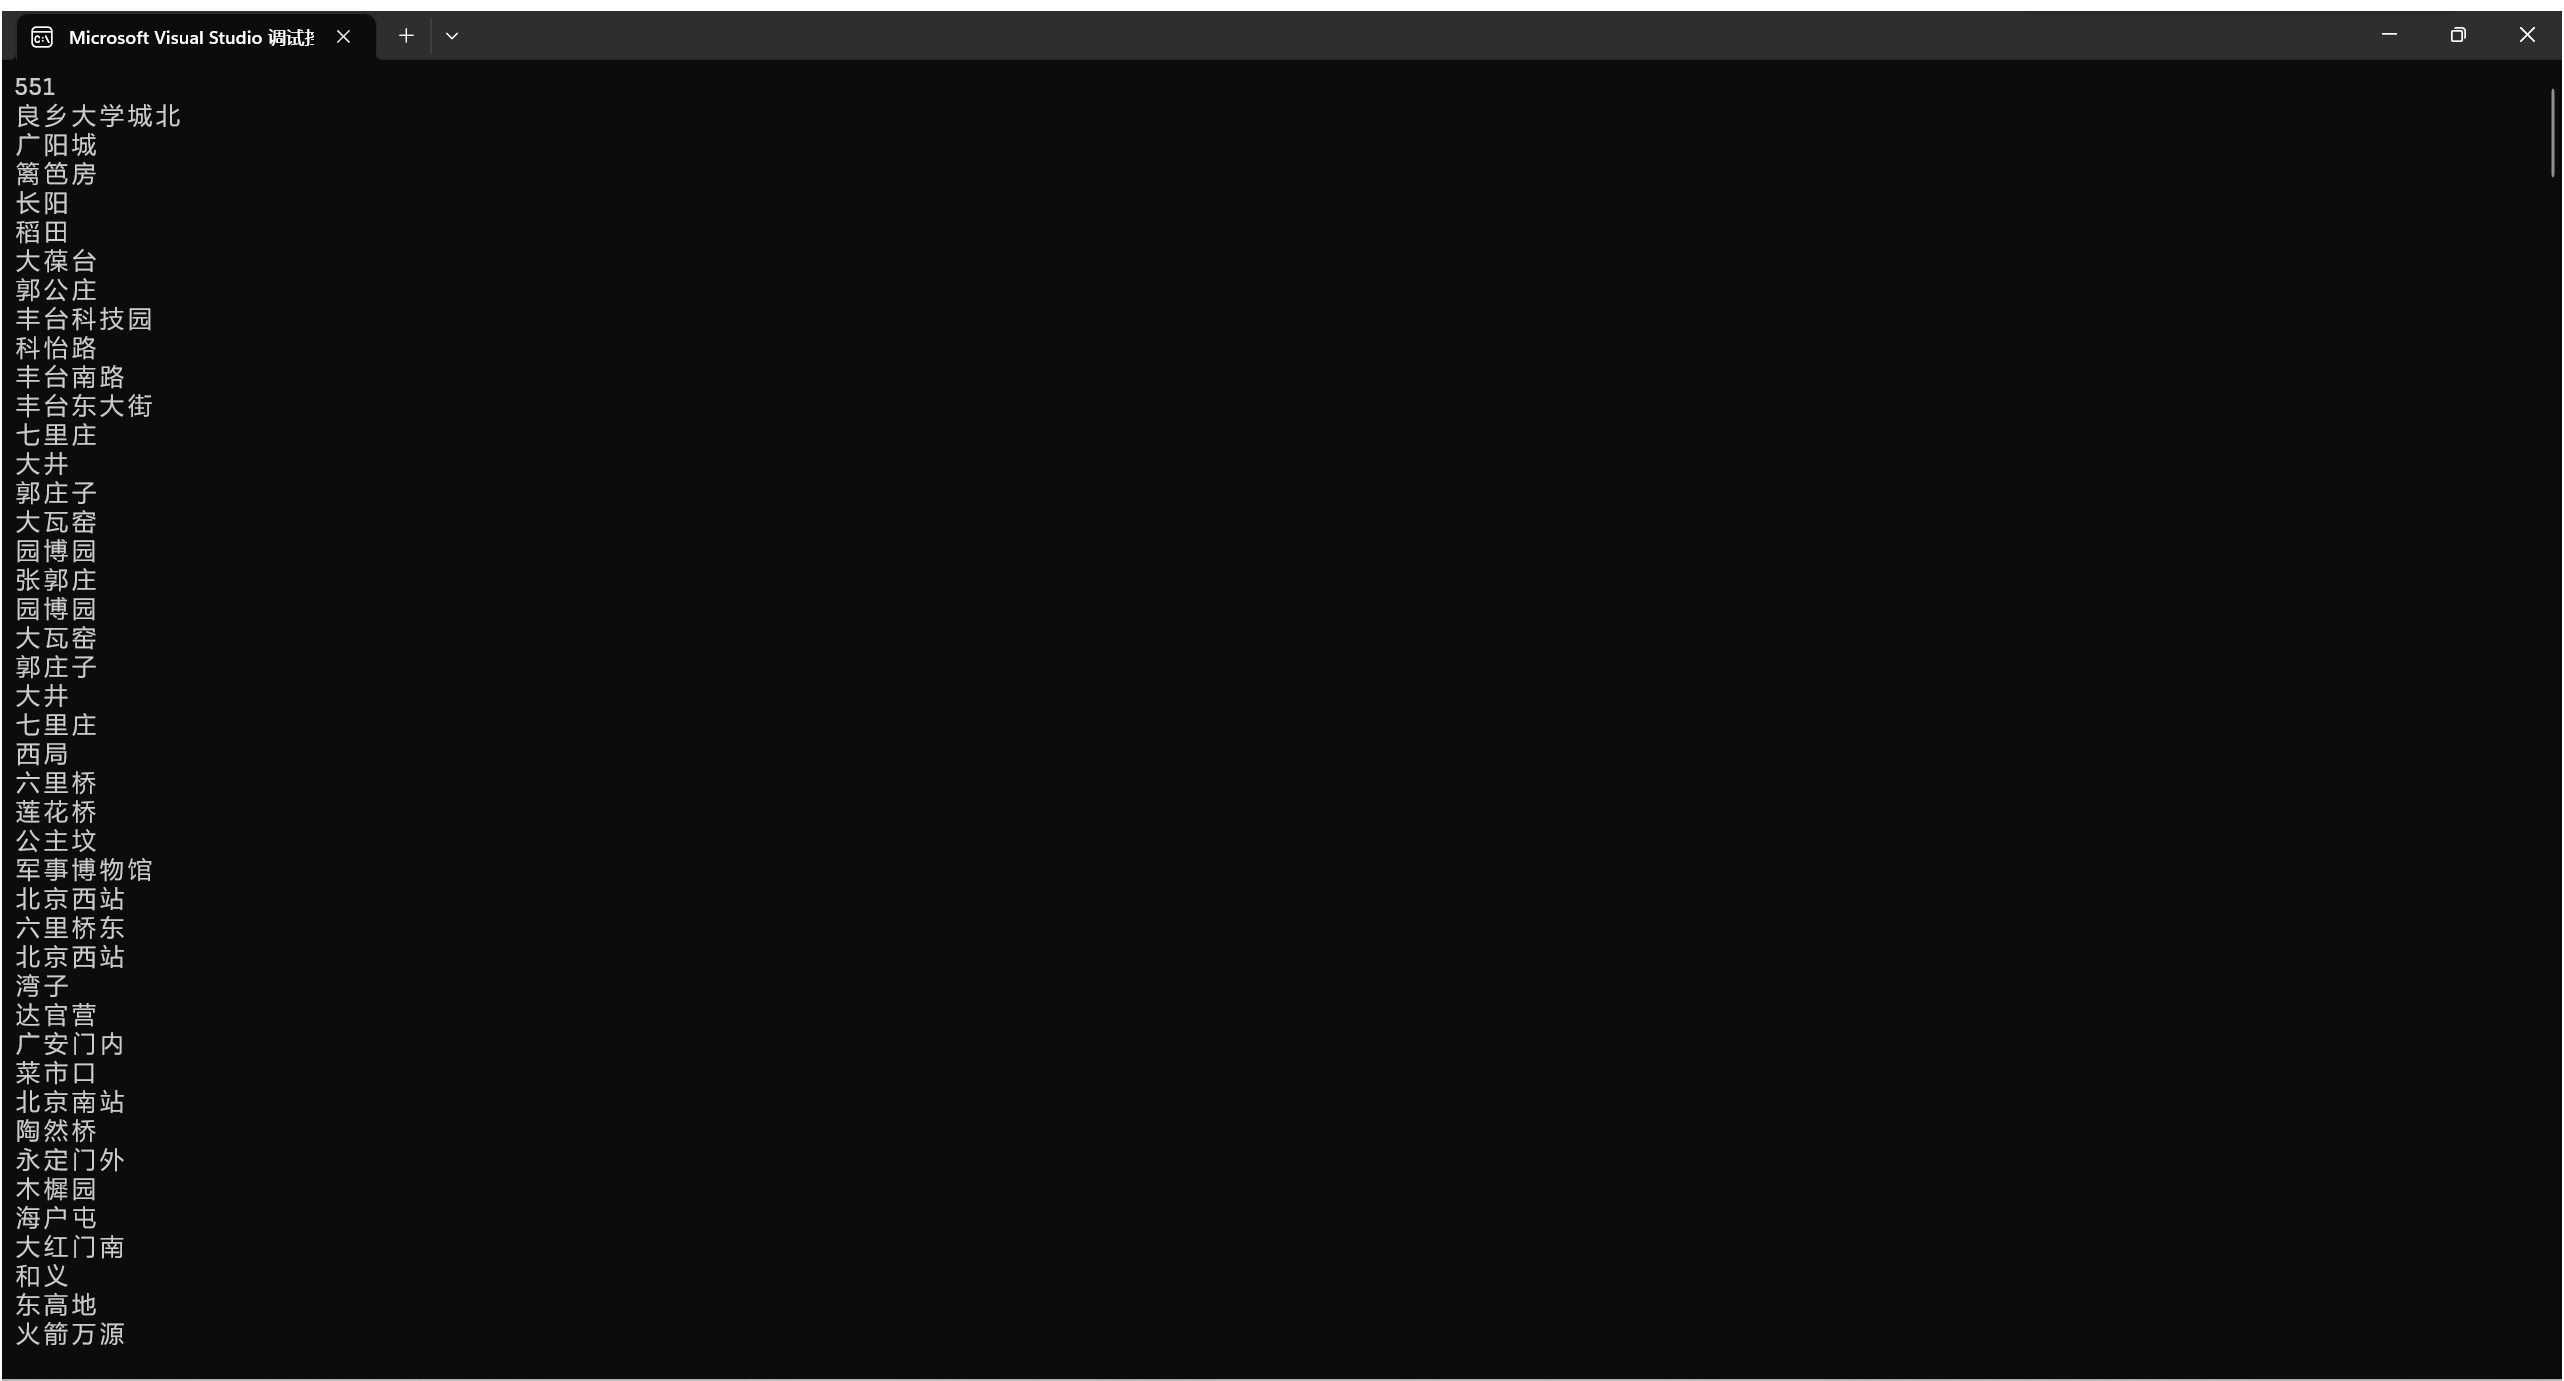 Microsoft Visual Studio 调试
551
良乡大学城北
广阳城
篱笆房
长阳
稻田
大葆台
郭公庄
丰台科技园
科怡路
丰台南路
丰台东大街
七里庄
大井
郭庄子
大瓦窑
园博园
张郭庄
园博园
大瓦窑
郭庄子
大井
七里庄
西局
六里桥
莲花桥
公主坟
军事博物馆
北京西站
六里桥东
北京西站
湾子
达官营
广安门内
菜市口
北京南站
陶然桥
永定门外
木樨园
海户屯
大红门南
和义
东高地
火箭万源